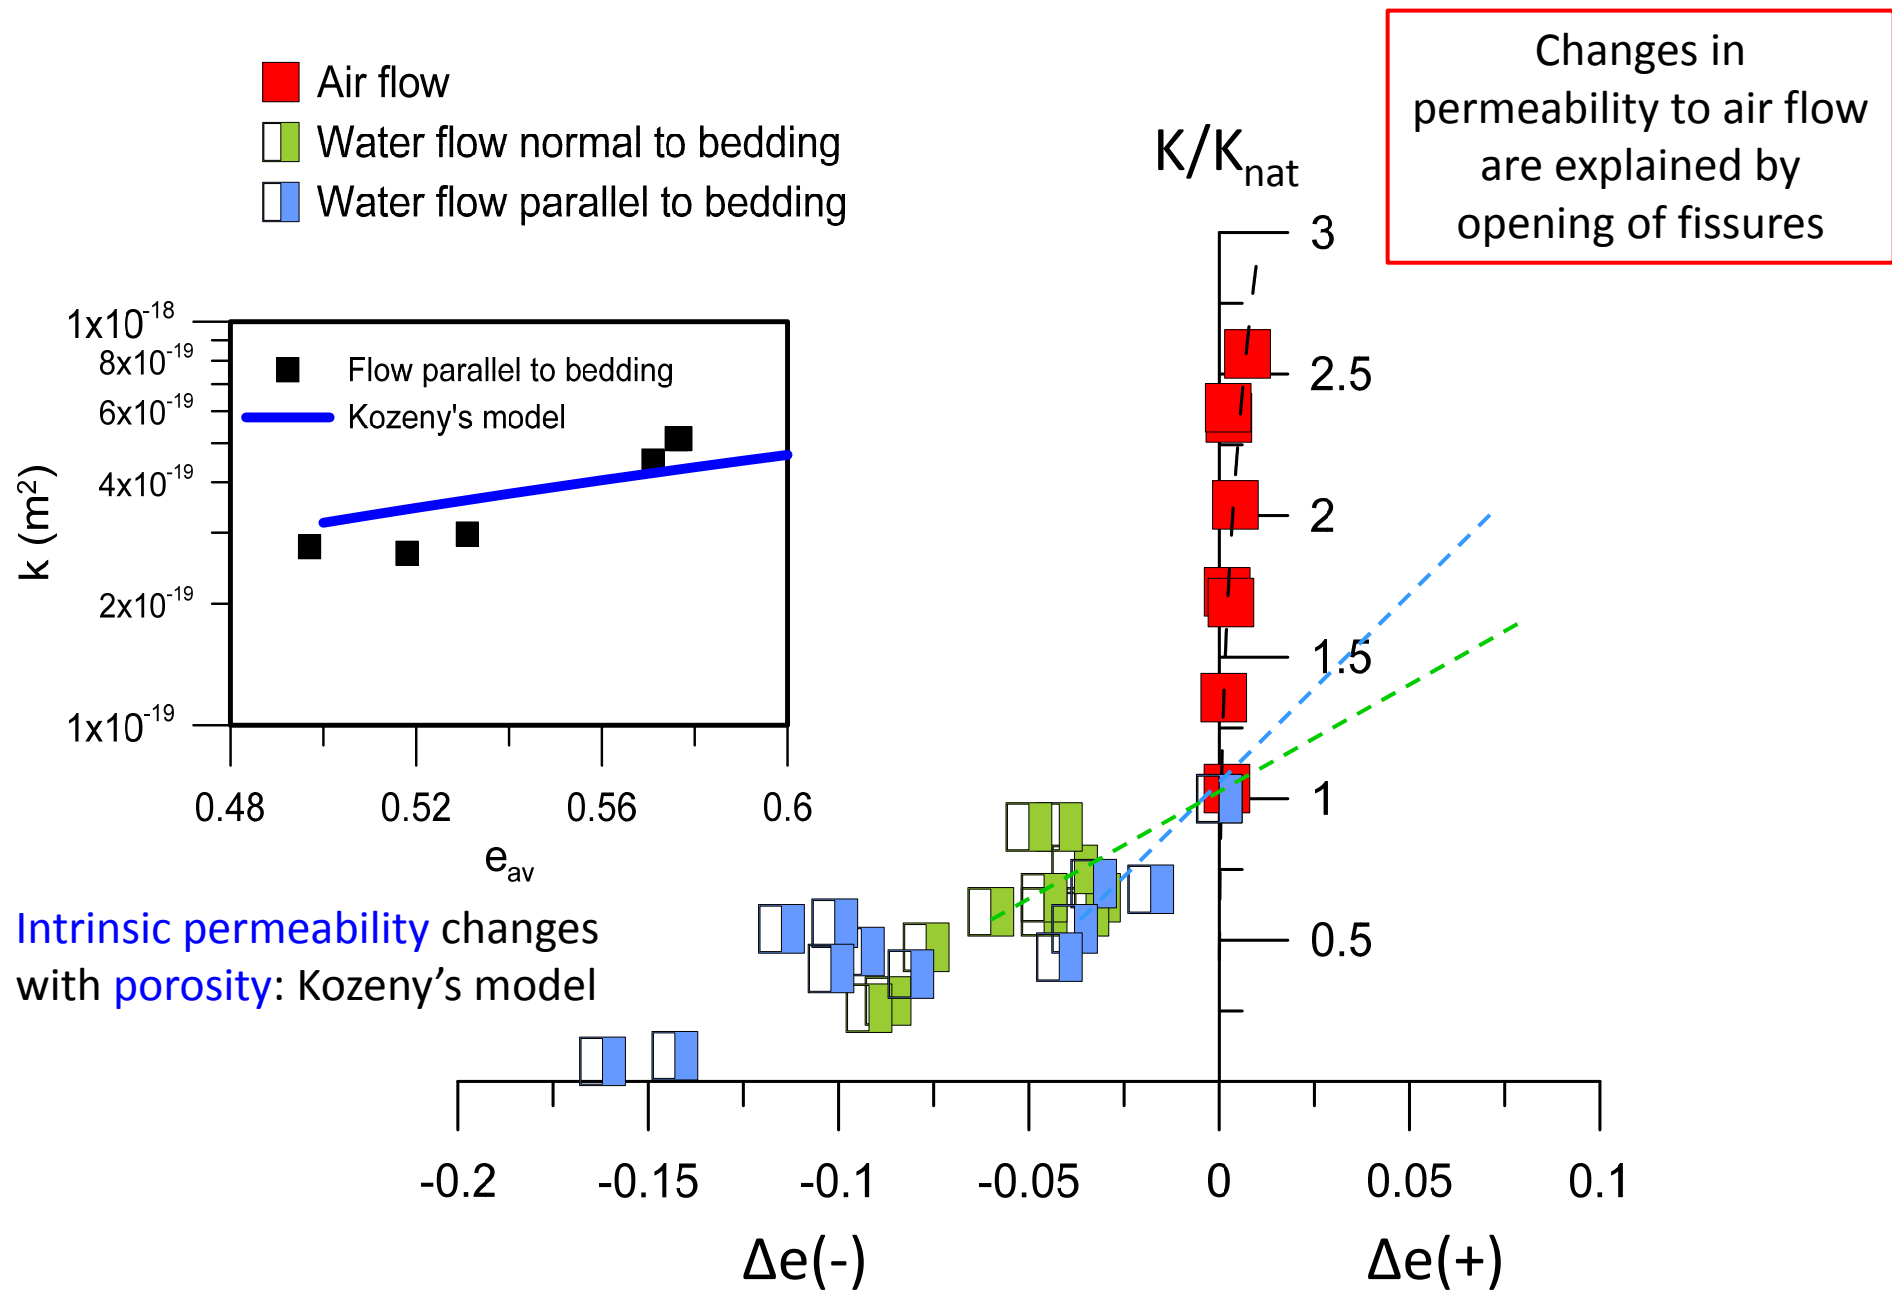 Air flow
Water flow normal to bedding
Water flow parallel to bedding
Changes in
permeability to air flow
are explained by
opening of fissures
K/Knat
3
2.5
2
1.5
1
0.5
1x10-18
8x10-19
6x10-19
4x10-19
2x10-19
1x10-19
k (m2)
Flow parallel to bedding
Kozeny's model
0.48 0.52 0.56 0.6
eav
Intrinsic permeability changes
with porosity: Kozeny’s model
-0.2 -0.15 -0.1 -0.05 0 0.05 0.1
Δe(-) Δe(+)